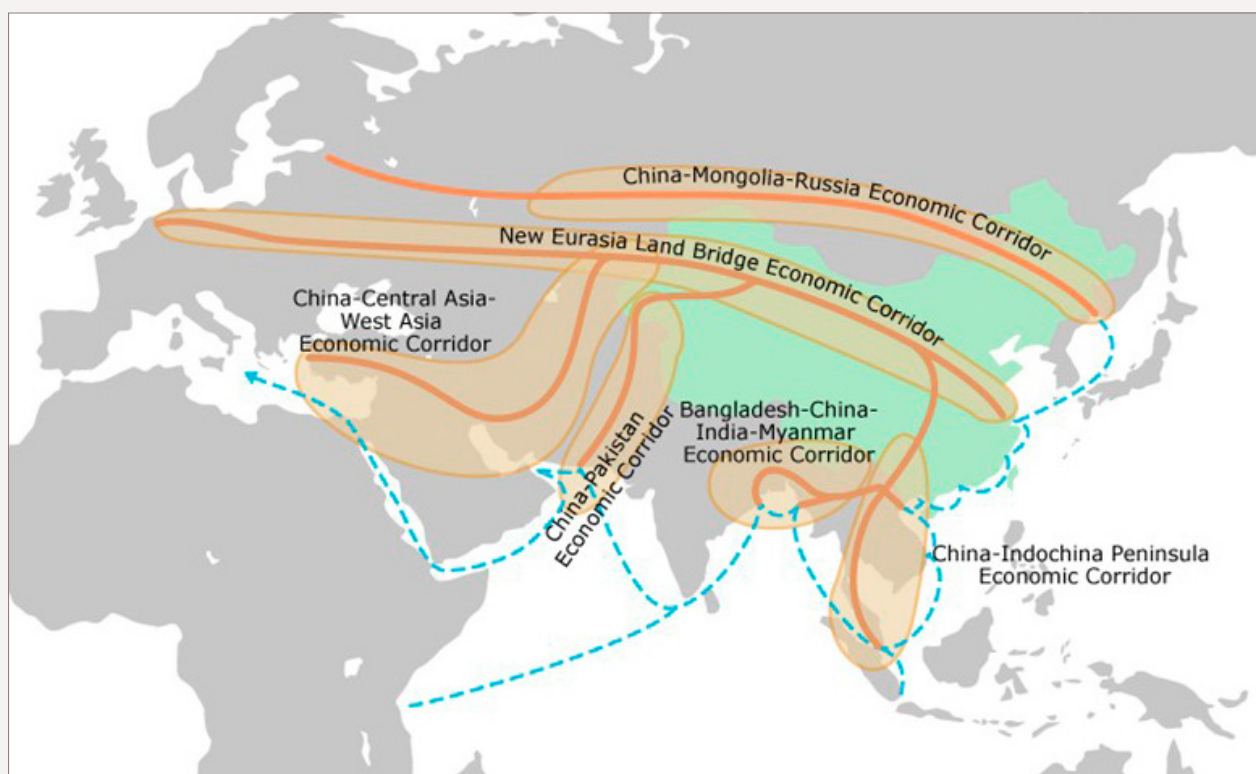 China-Mongolia-Russia Economic Corridor
New Eurasia Land Bridge Economic Corridor
China-Central Asia-
West Asia
Economic Corridor
China-Pakistan
Economic Corridor
Bangladesh-China-
India-Myanmar
Economic Corridor
China-Indochina Peninsula
Economic Corridor